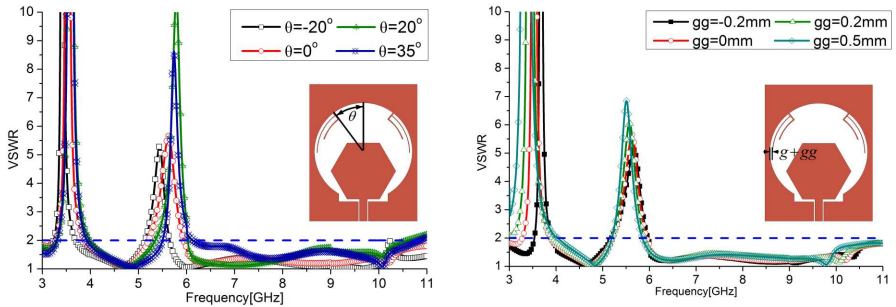 θ=-20° θ=20°
θ=0° θ=35°
VSWR
10
9
8
7
6
5
4
3
2
1
θ
3 4 5 6 7 8 9 10 11
Frequency[GHz]
gg=-0.2mm gg=0.2mm
gg=0mm gg=0.5mm
VSWR
10
9
8
7
6
5
4
3
2
1
g+gg
3 4 5 6 7 8 9 10 11
Frequency[GHz]